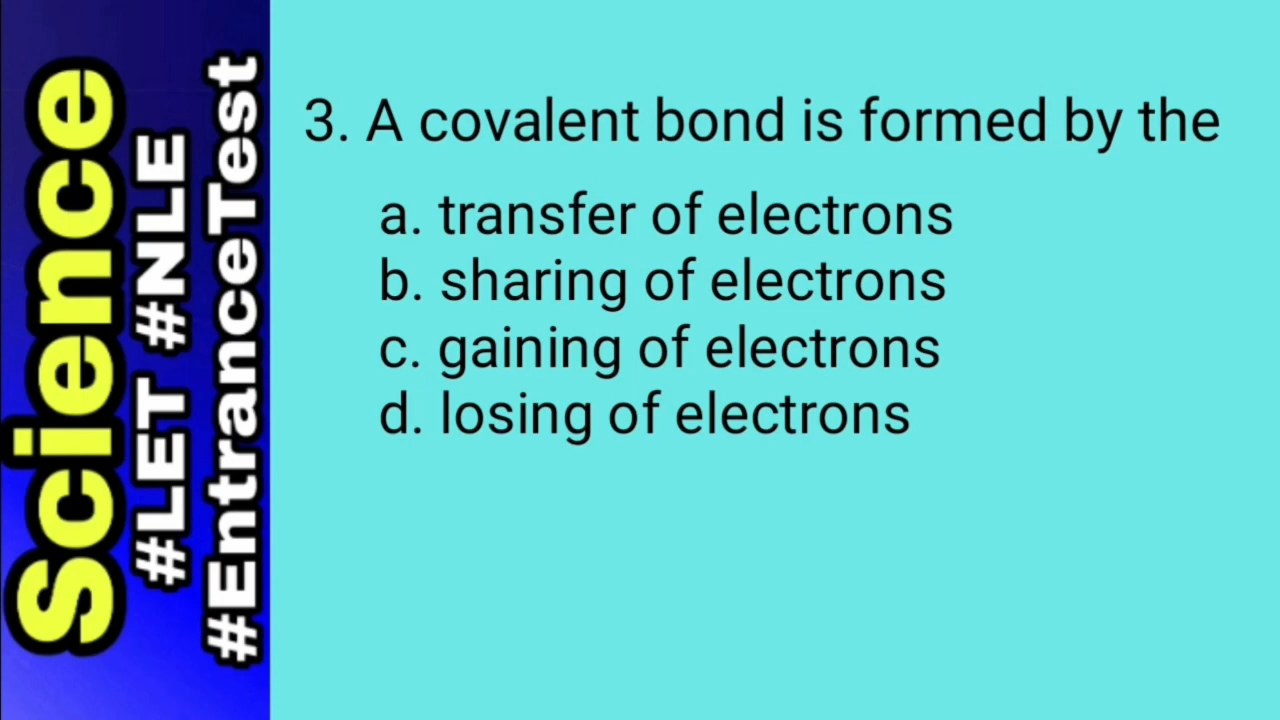 Science
#LET #NLE
#EntranceTest
3. A covalent bond is formed by the
a. transfer of electrons
b. sharing of electrons
c. gaining of electrons
d. losing of electrons